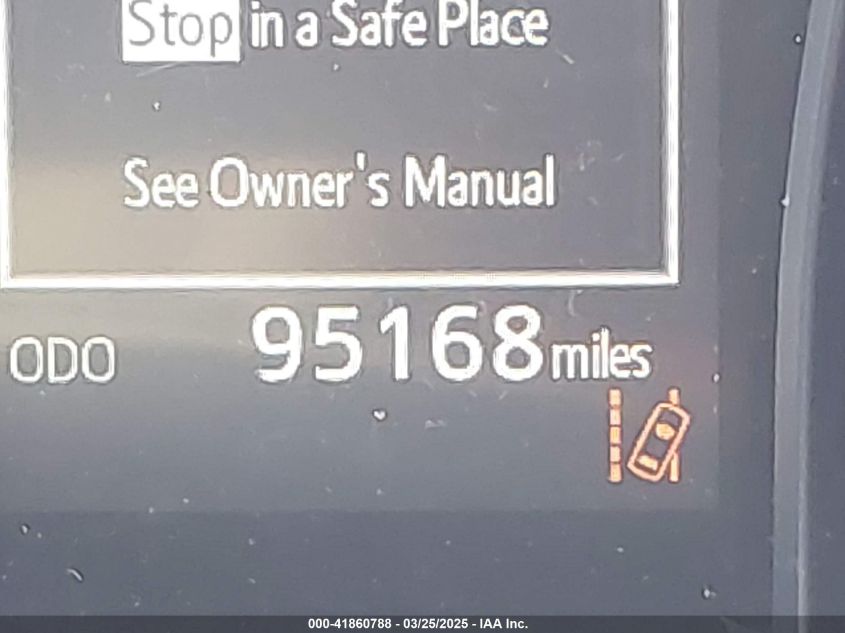 Stop in a Safe Place
See Owner's Manual
ODO 95168 miles
000-41860788 - 03/25/2025 - IAA Inc.